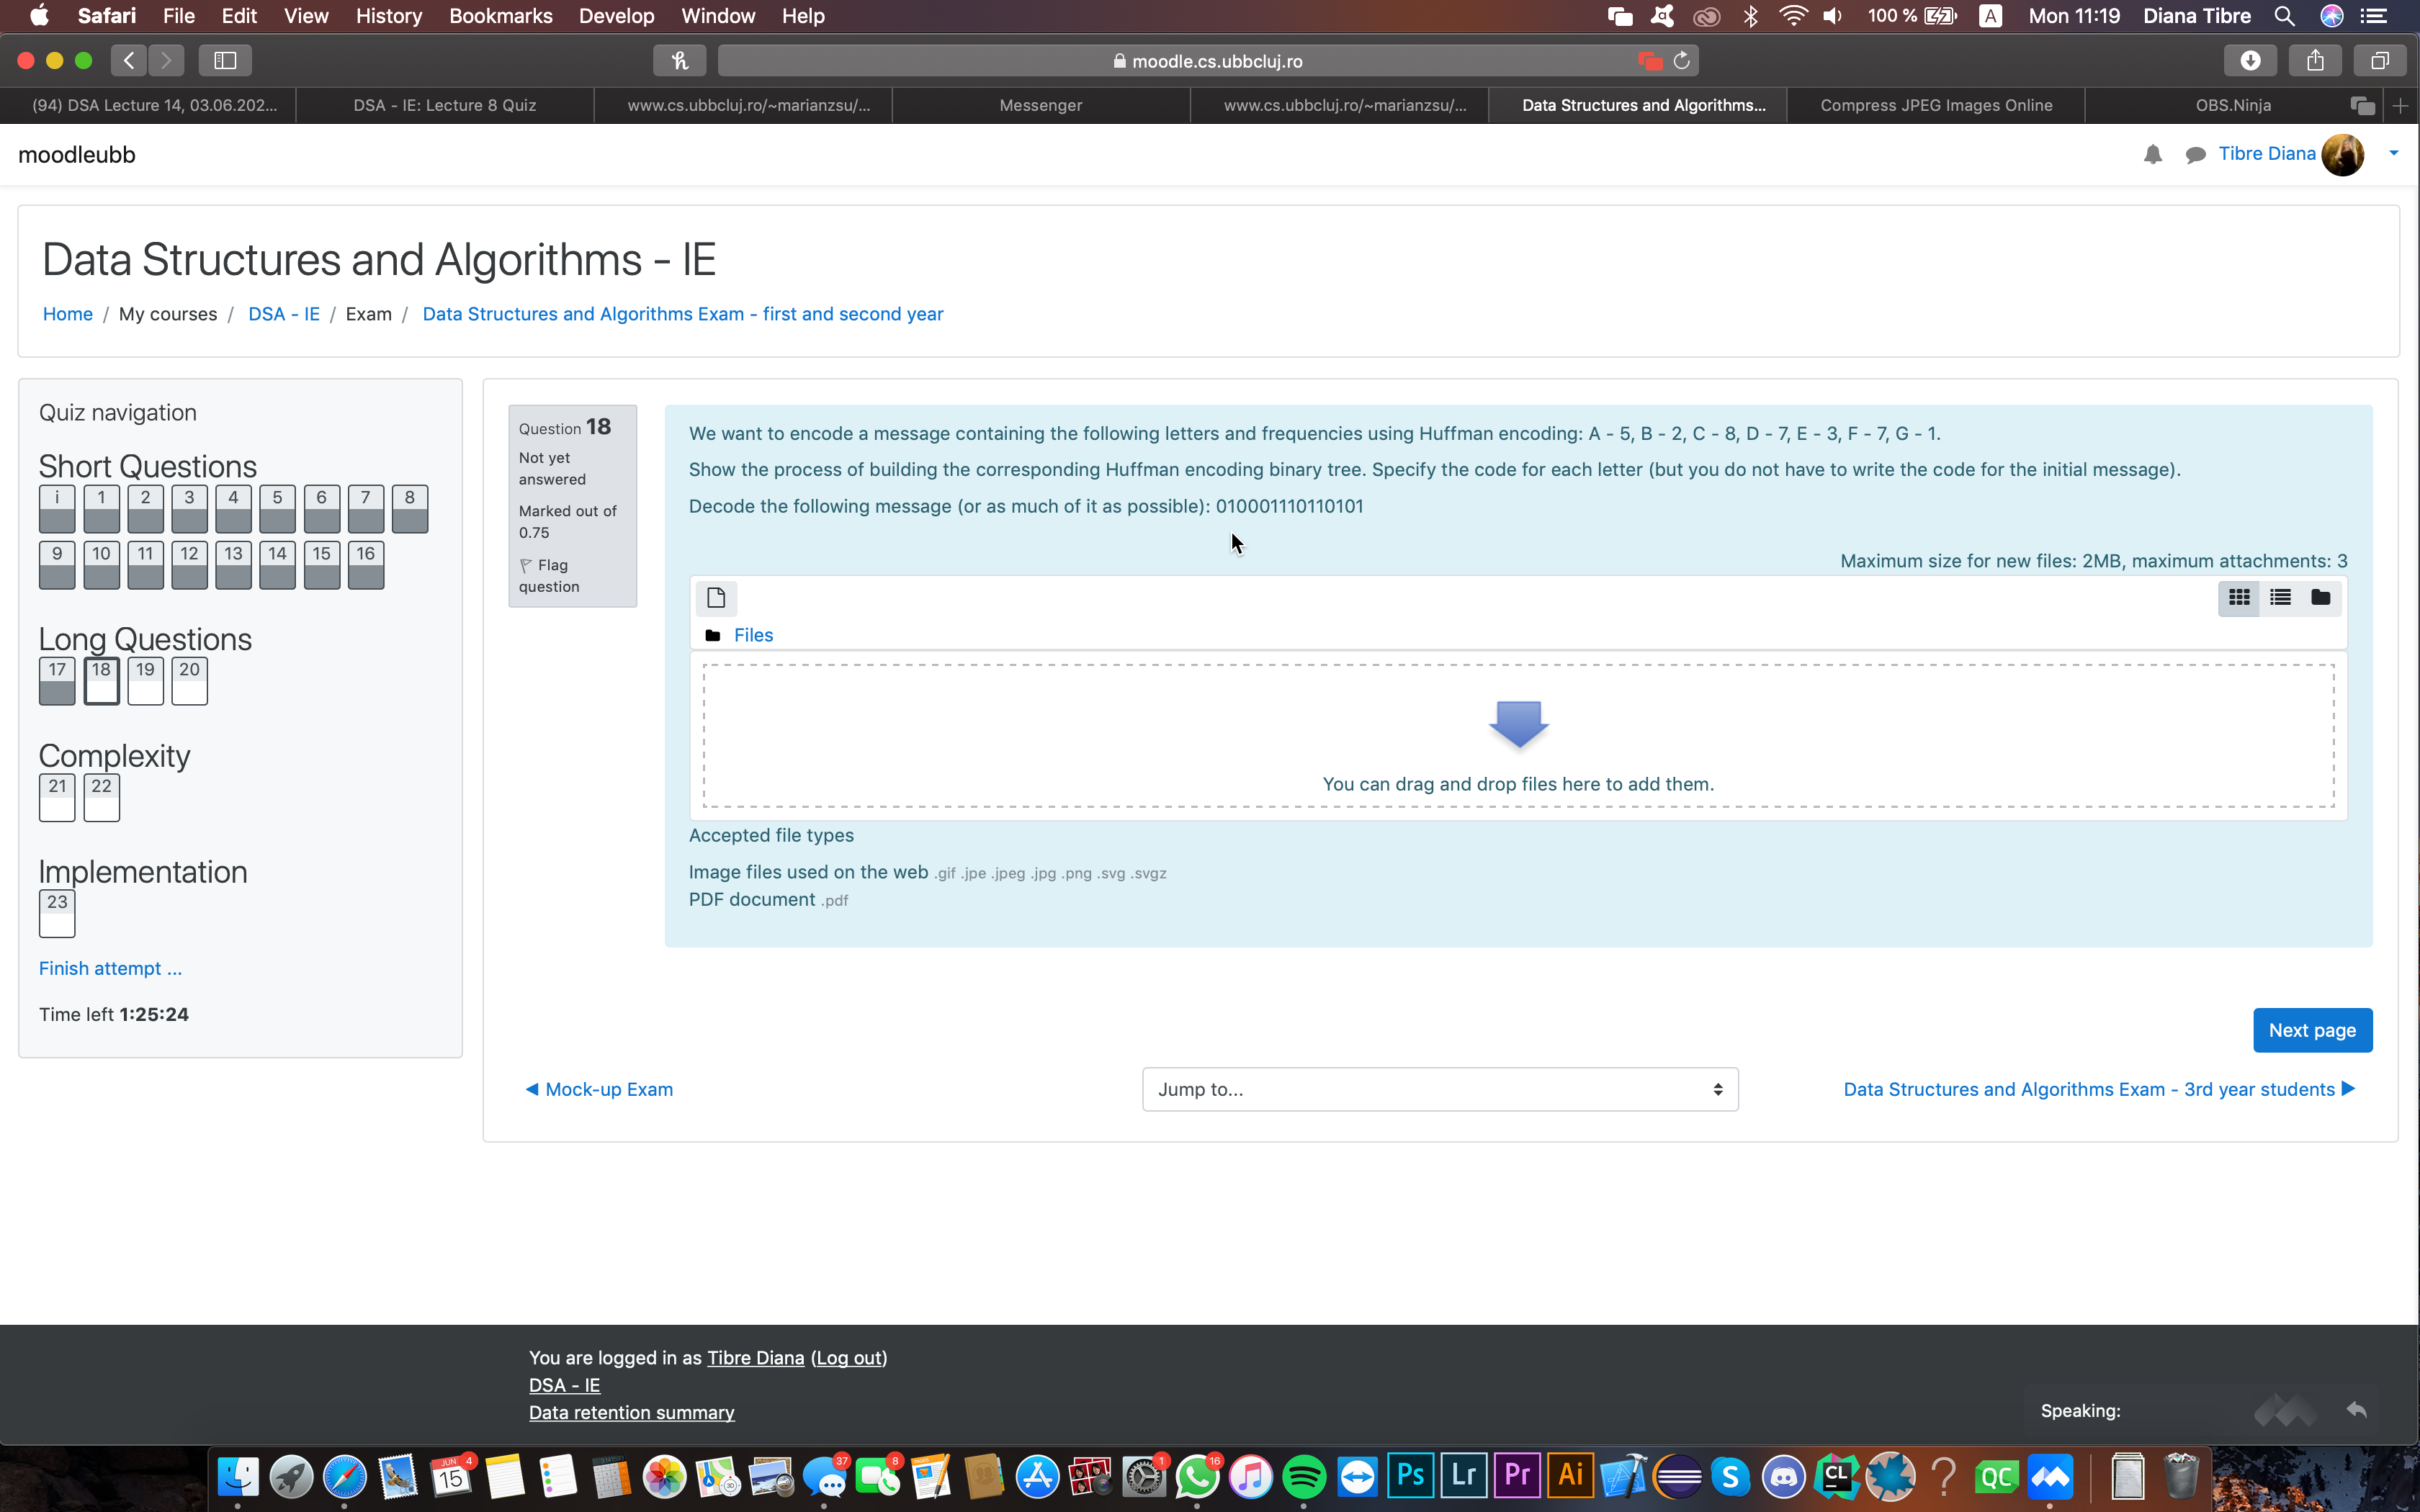 Safari File Edit View History Bookmarks Develop Window Help 100 % A Mon 11:19 Diana Tibre
moodle.cs.ubbcluj.ro
(94) DSA Lecture 14, 03.06.202... DSA - IE: Lecture 8 Quiz www.cs.ubbcluj.ro/~marianzsu/... Messenger www.cs.ubbcluj.ro/~marianzsu/... Data Structures and Algorithms... Compress JPEG Images Online OBS.Ninja
moodleubb Tibre Diana
Data Structures and Algorithms - IE
Home / My courses / DSA - IE / Exam / Data Structures and Algorithms Exam - first and second year
Quiz navigation
Short Questions
i 1 2 3 4 5 6 7 8
9 10 11 12 13 14 15 16
Long Questions
17 18 19 20
Complexity
21 22
Implementation
23
Finish attempt ...
Time left 1:25:24
Question 18
Not yet
answered
Marked out of
0.75
Flag
question
We want to encode a message containing the following letters and frequencies using Huffman encoding: A - 5, B - 2, C - 8, D - 7, E - 3, F - 7, G - 1.
Show the process of building the corresponding Huffman encoding binary tree. Specify the code for each letter (but you do not have to write the code for the initial message).
Decode the following message (or as much of it as possible): 010001110110101
Maximum size for new files: 2MB, maximum attachments: 3
Files
You can drag and drop files here to add them.
Accepted file types
Image files used on the web .gif .jpe .jpeg .jpg .png .svg .svgz
PDF document .pdf
Next page
◀ Mock-up Exam
Jump to...
Data Structures and Algorithms Exam - 3rd year students ▶
You are logged in as Tibre Diana (Log out)
DSA - IE
Data retention summary
Speaking:
JUN 15 4 37 8 1 16 Ps Lr Pr Ai S CL ? QC